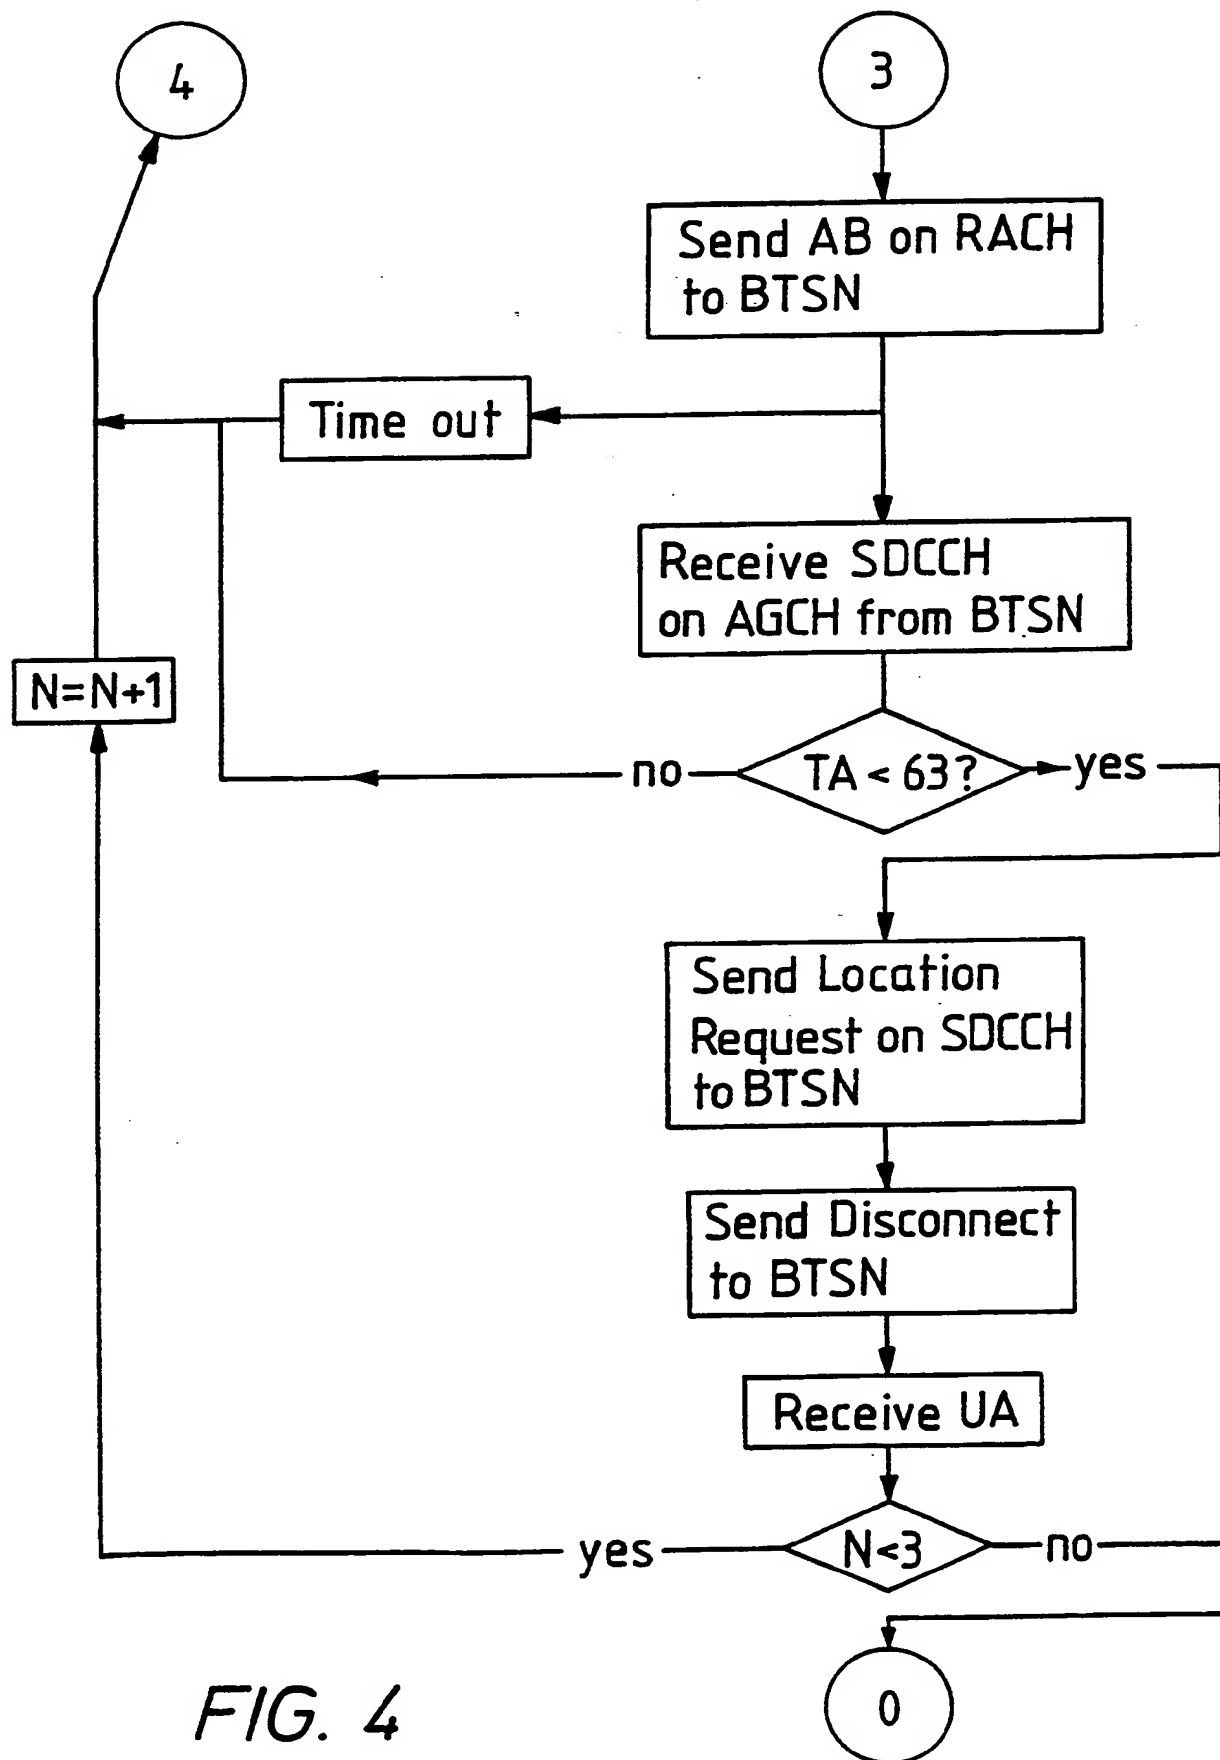 4
3
Send AB on RACH
to BTSN
Time out
Receive SDCCH
on AGCH from BTSN
N=N+1
no
TA < 63?
yes
Send Location
Request on SDCCH
to BTSN
Send Disconnect
to BTSN
Receive UA
yes
N<3
no
0
FIG. 4